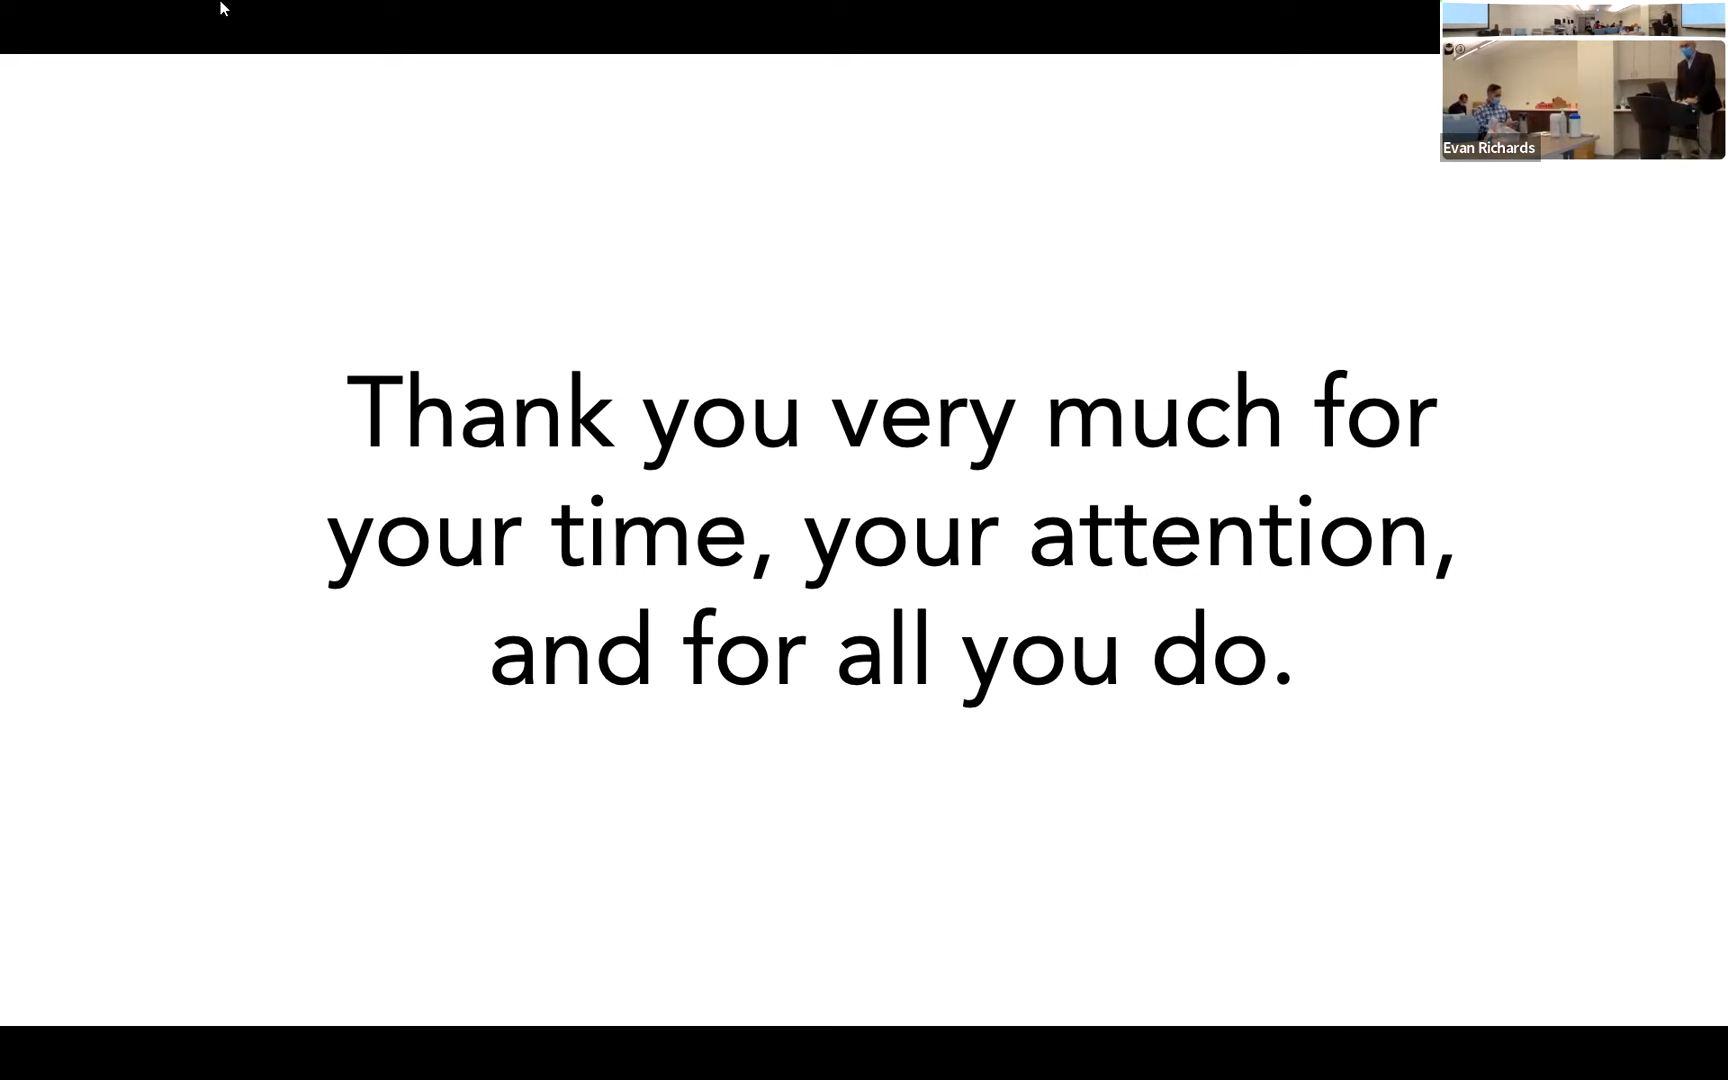 Evan Richards
Thank you very much for
your time, your attention,
and for all you do.